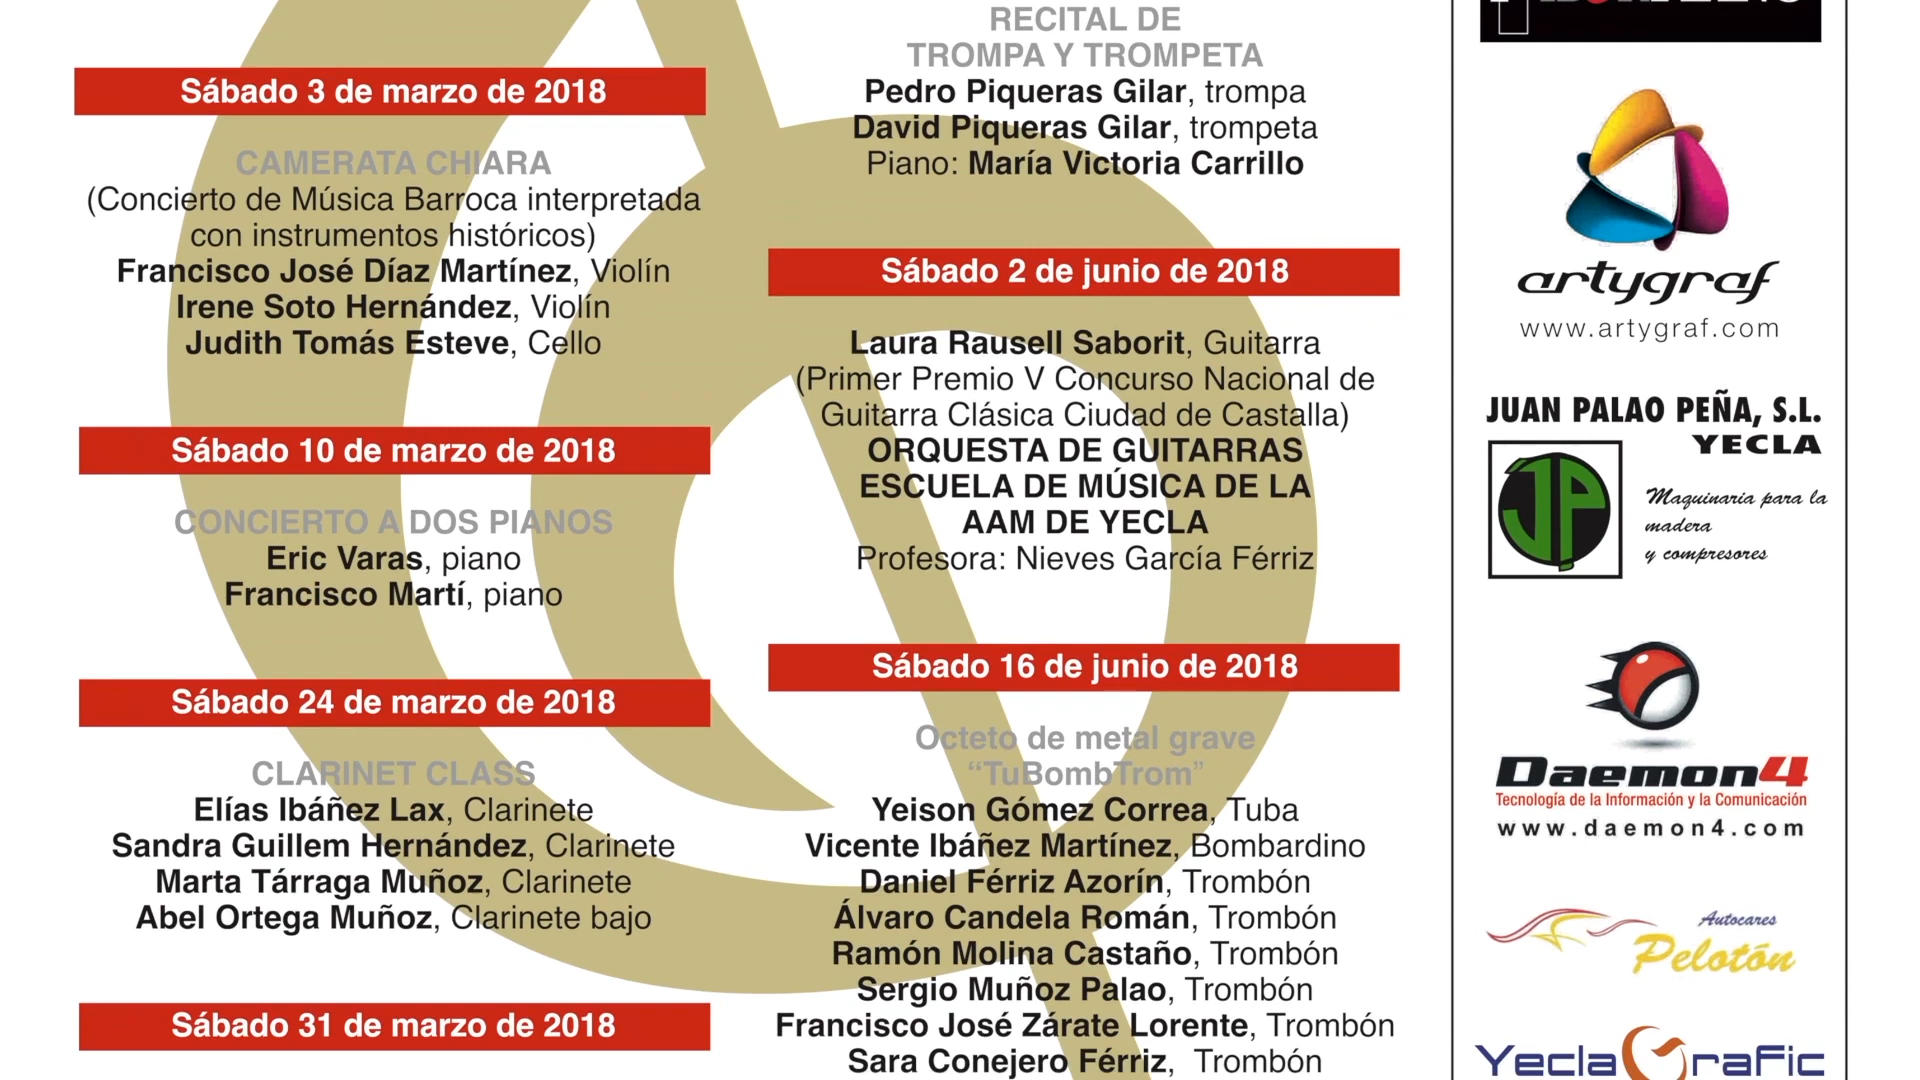 Sábado 3 de marzo de 2018
CAMERATA CHIARA
(Concierto de Música Barroca interpretada
con instrumentos históricos)
Francisco José Díaz Martínez, Violín
Irene Soto Hernández, Violín
Judith Tomás Esteve, Cello
Sábado 10 de marzo de 2018
CONCIERTO A DOS PIANOS
Eric Varas, piano
Francisco Martí, piano
Sábado 24 de marzo de 2018
CLARINET CLASS
Elías Ibáñez Lax, Clarinete
Sandra Guillem Hernández, Clarinete
Marta Tárraga Muñoz, Clarinete
Abel Ortega Muñoz, Clarinete bajo
Sábado 31 de marzo de 2018
RECITAL DE
TROMPA Y TROMPETA
Pedro Piqueras Gilar, trompa
David Piqueras Gilar, trompeta
Piano: María Victoria Carrillo
Sábado 2 de junio de 2018
Laura Rausell Saborit, Guitarra
(Primer Premio V Concurso Nacional de
Guitarra Clásica Ciudad de Castalla)
ORQUESTA DE GUITARRAS
ESCUELA DE MÚSICA DE LA
AAM DE YECLA
Profesora: Nieves García Férriz
Sábado 16 de junio de 2018
Octeto de metal grave
“TuBombTrom”
Yeison Gómez Correa, Tuba
Vicente Ibáñez Martínez, Bombardino
Daniel Férriz Azorín, Trombón
Álvaro Candela Román, Trombón
Ramón Molina Castaño, Trombón
Sergio Muñoz Palao, Trombón
Francisco José Zárate Lorente, Trombón
Sara Conejero Férriz, Trombón
artygraf
www.artygraf.com
JUAN PALAO PEÑA, S.L.
YECLA
JP
Maquinaria para la
madera
y compresores
Daemon4
Tecnología de la Información y la Comunicación
www.daemon4.com
Autocares
Pelotón
YeclaGrafic